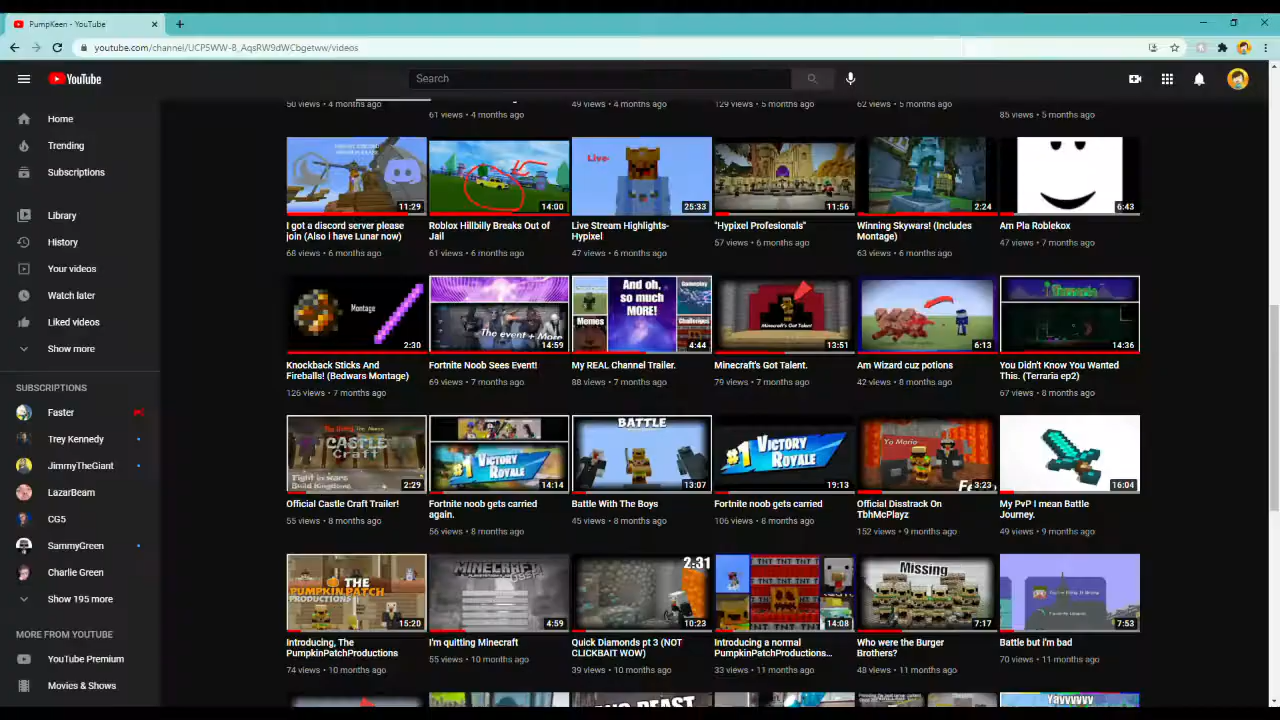 PumpKeen - YouTube
youtube.com/channel/UCP5WW-8_AqsRW9dWCbgetww/videos
YouTube
Search
Home
Trending
Subscriptions
Library
History
Your videos
Watch later
Liked videos
Show more
SUBSCRIPTIONS
Faster
Trey Kennedy
JimmyTheGiant
LazarBeam
CG5
SammyGreen
Charlie Green
Show 195 more
MORE FROM YOUTUBE
YouTube Premium
Movies & Shows
50 views • 4 months ago
61 views • 4 months ago
49 views • 4 months ago
129 views • 5 months ago
62 views • 5 months ago
85 views • 5 months ago
11:29
I got a discord server please
join (Also I have Lunar now)
68 views • 6 months ago
14:00
Roblox Hillbilly Breaks Out of
Jail
61 views • 6 months ago
Live-
25:33
Live Stream Highlights-
Hypixel
47 views • 6 months ago
11:56
"Hypixel Profesionals"
57 views • 6 months ago
2:24
Winning Skywars! (Includes
Montage)
63 views • 6 months ago
6:43
Am Pla Roblekox
47 views • 7 months ago
Montage
2:30
Knockback Sticks And
Fireballs! (Bedwars Montage)
126 views • 7 months ago
The event + More
14:59
Fortnite Noob Sees Event!
69 views • 7 months ago
And oh,
so much
MORE!
Gameplay
Memes
Challenges
4:44
My REAL Channel Trailer.
88 views • 7 months ago
Minecraft's Got Talent.
13:51
Minecraft's Got Talent.
79 views • 7 months ago
6:13
Am Wizard cuz potions
42 views • 8 months ago
Terraria
14:36
You Didn't Know You Wanted
This. (Terraria ep2)
67 views • 8 months ago
CASTLE
Craft
Fight in wars
Build Kingdoms
2:29
Official Castle Craft Trailer!
55 views • 8 months ago
#1 VICTORY
ROYALE
14:14
Fortnite noob gets carried
again.
56 views • 8 months ago
BATTLE
13:07
Battle With The Boys
45 views • 8 months ago
#1 VICTORY
ROYALE
19:13
Fortnite noob gets carried
106 views • 8 months ago
Yo Mario
3:23
Official Disstrack On
TbhMcPlayz
152 views • 9 months ago
16:04
My PvP I mean Battle
Journey.
49 views • 9 months ago
THE
PUMPKINPATCH
PRODUCTIONS
15:20
Introducing, The
PumpkinPatchProductions
74 views • 10 months ago
MINECRAFT
4:59
I'm quitting Minecraft
55 views • 10 months ago
2:31
10:23
Quick Diamonds pt 3 (NOT
CLICKBAIT WOW)
39 views • 10 months ago
TNT TNT TNT
14:08
Introducing a normal
PumpkinPatchProductions...
33 views • 11 months ago
Missing
7:17
Who were the Burger
Brothers?
48 views • 11 months ago
7:53
Battle but i'm bad
70 views • 11 months ago
Yavvvvvv